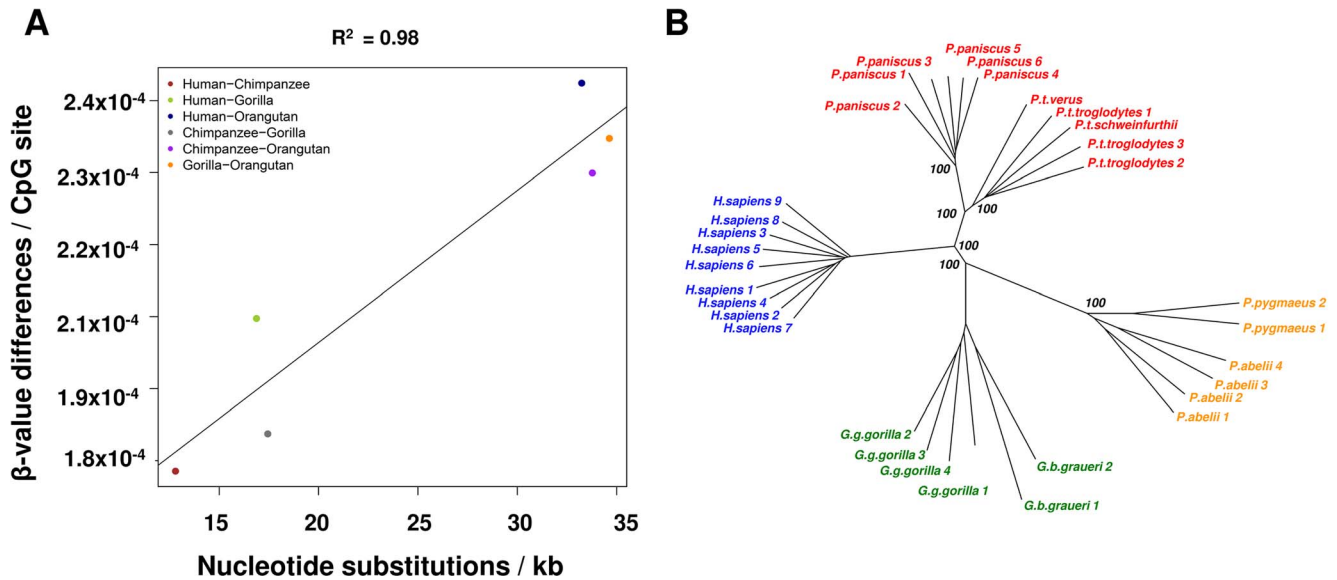 A
R² = 0.98
Human−Chimpanzee
Human−Gorilla
Human−Orangutan
Chimpanzee−Gorilla
Chimpanzee−Orangutan
Gorilla−Orangutan
β-value differences / CpG site
2.4x10⁻⁴
2.3x10⁻⁴
2.2x10⁻⁴
2.1x10⁻⁴
1.9x10⁻⁴
1.8x10⁻⁴
15 20 25 30 35
Nucleotide substitutions / kb
B
P.paniscus 5
P.paniscus 3
P.paniscus 6
P.paniscus 1
P.paniscus 4
P.paniscus 2
P.t.verus
P.t.troglodytes 1
P.t.schweinfurthii
P.t.troglodytes 3
P.t.troglodytes 2
100
100
100
100
100
100
H.sapiens 9
H.sapiens 8
H.sapiens 3
H.sapiens 5
H.sapiens 6
H.sapiens 1
H.sapiens 4
H.sapiens 2
H.sapiens 7
P.pygmaeus 2
P.pygmaeus 1
P.abelii 4
P.abelii 3
P.abelii 2
P.abelii 1
G.g.gorilla 2
G.g.gorilla 3
G.g.gorilla 4
G.g.gorilla 1
G.b.graueri 2
G.b.graueri 1